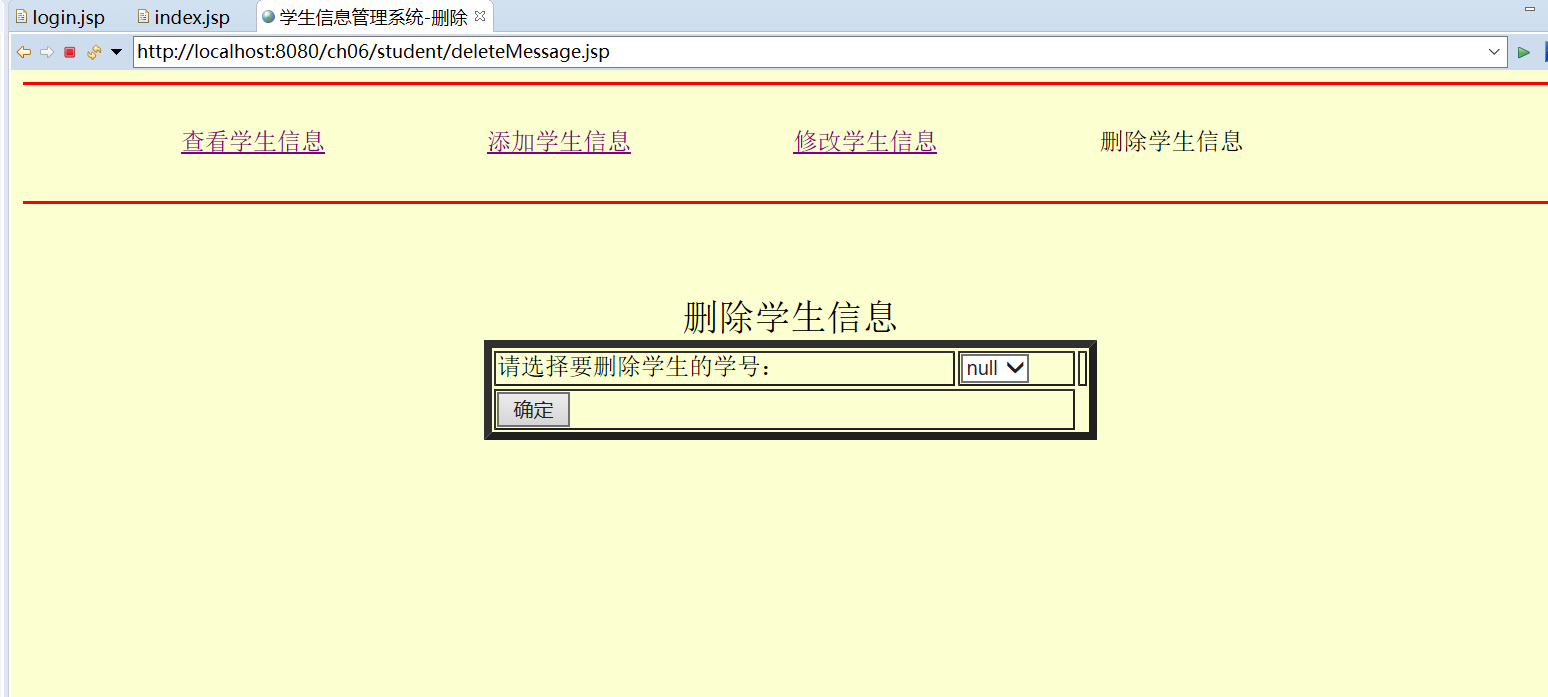 login.jsp index.jsp 学生信息管理系统-删除
http://localhost:8080/ch06/student/deleteMessage.jsp
查看学生信息 添加学生信息 修改学生信息 删除学生信息
删除学生信息
请选择要删除学生的学号: null
确定